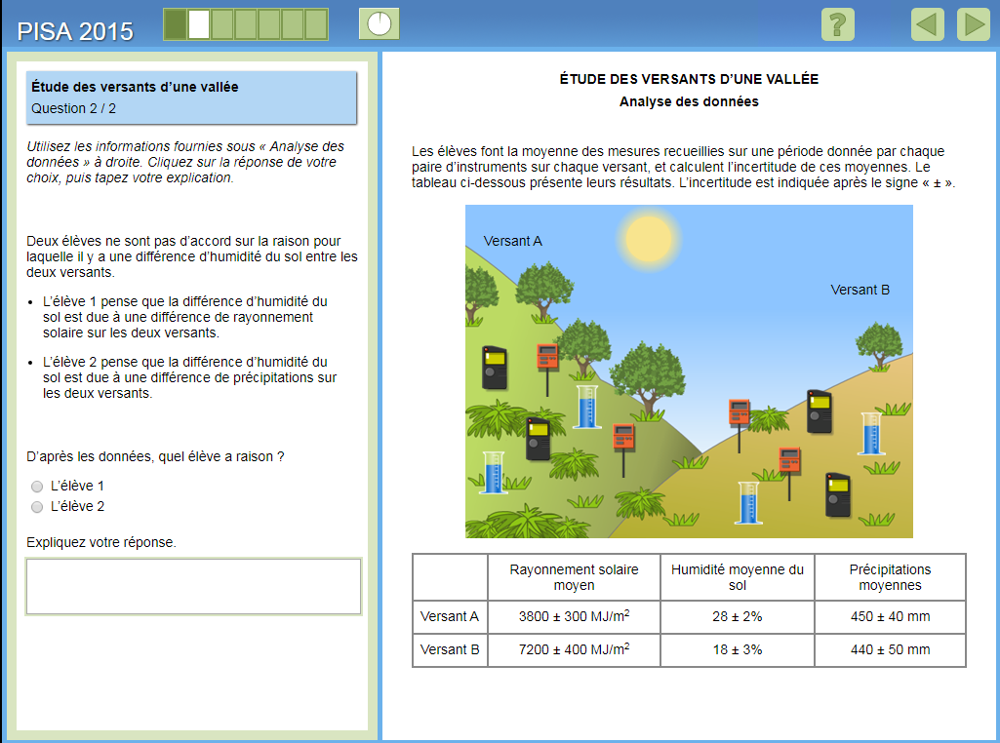 PISA 2015
?
Étude des versants d’une vallée
Question 2 / 2
Utilisez les informations fournies sous « Analyse des
données » à droite. Cliquez sur la réponse de votre
choix, puis tapez votre explication.
Deux élèves ne sont pas d’accord sur la raison pour
laquelle il y a une différence d’humidité du sol entre les
deux versants.
• L’élève 1 pense que la différence d’humidité du
sol est due à une différence de rayonnement
solaire sur les deux versants.
• L’élève 2 pense que la différence d’humidité du
sol est due à une différence de précipitations sur
les deux versants.
D’après les données, quel élève a raison ?
L’élève 1
L’élève 2
Expliquez votre réponse.
ÉTUDE DES VERSANTS D’UNE VALLÉE
Analyse des données
Les élèves font la moyenne des mesures recueillies sur une période donnée par chaque
paire d’instruments sur chaque versant, et calculent l’incertitude de ces moyennes. Le
tableau ci-dessous présente leurs résultats. L’incertitude est indiquée après le signe « ± ».
Versant A
Versant B
Rayonnement solaire
moyen
Humidité moyenne du
sol
Précipitations
moyennes
Versant A 3800 ± 300 MJ/m² 28 ± 2% 450 ± 40 mm
Versant B 7200 ± 400 MJ/m² 18 ± 3% 440 ± 50 mm